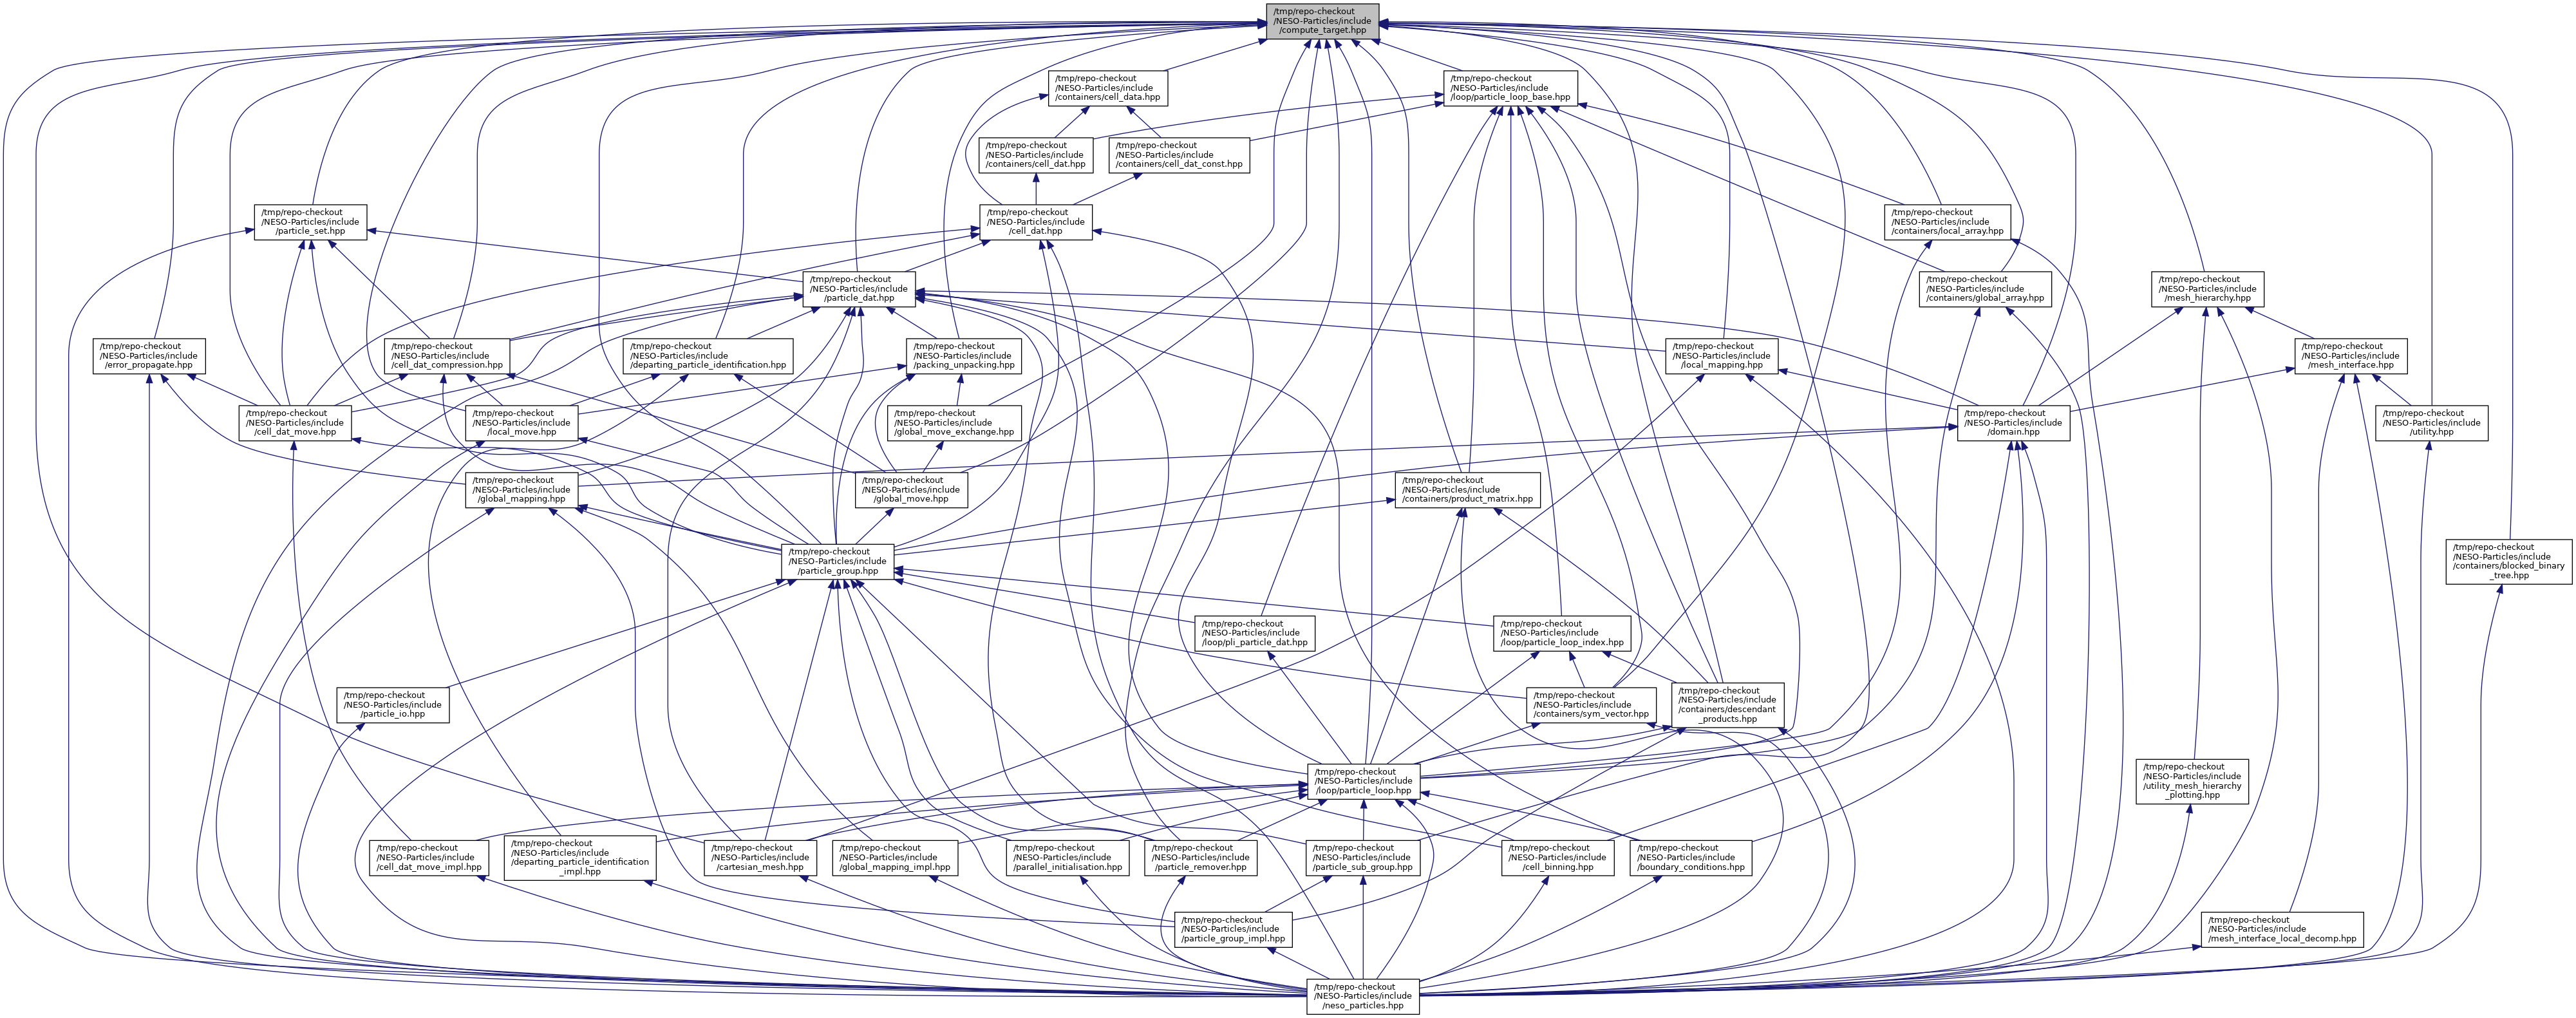 /tmp/repo-checkout
/NESO-Particles/include
/compute_target.hpp
/tmp/repo-checkout
/NESO-Particles/include
/containers/cell_data.hpp
/tmp/repo-checkout
/NESO-Particles/include
/loop/particle_loop_base.hpp
/tmp/repo-checkout
/NESO-Particles/include
/containers/cell_dat.hpp
/tmp/repo-checkout
/NESO-Particles/include
/containers/cell_dat_const.hpp
/tmp/repo-checkout
/NESO-Particles/include
/particle_set.hpp
/tmp/repo-checkout
/NESO-Particles/include
/cell_dat.hpp
/tmp/repo-checkout
/NESO-Particles/include
/containers/local_array.hpp
/tmp/repo-checkout
/NESO-Particles/include
/particle_dat.hpp
/tmp/repo-checkout
/NESO-Particles/include
/containers/global_array.hpp
/tmp/repo-checkout
/NESO-Particles/include
/mesh_hierarchy.hpp
/tmp/repo-checkout
/NESO-Particles/include
/error_propagate.hpp
/tmp/repo-checkout
/NESO-Particles/include
/cell_dat_compression.hpp
/tmp/repo-checkout
/NESO-Particles/include
/departing_particle_identification.hpp
/tmp/repo-checkout
/NESO-Particles/include
/packing_unpacking.hpp
/tmp/repo-checkout
/NESO-Particles/include
/local_mapping.hpp
/tmp/repo-checkout
/NESO-Particles/include
/mesh_interface.hpp
/tmp/repo-checkout
/NESO-Particles/include
/cell_dat_move.hpp
/tmp/repo-checkout
/NESO-Particles/include
/local_move.hpp
/tmp/repo-checkout
/NESO-Particles/include
/global_move_exchange.hpp
/tmp/repo-checkout
/NESO-Particles/include
/domain.hpp
/tmp/repo-checkout
/NESO-Particles/include
/utility.hpp
/tmp/repo-checkout
/NESO-Particles/include
/global_mapping.hpp
/tmp/repo-checkout
/NESO-Particles/include
/global_move.hpp
/tmp/repo-checkout
/NESO-Particles/include
/containers/product_matrix.hpp
/tmp/repo-checkout
/NESO-Particles/include
/particle_group.hpp
/tmp/repo-checkout
/NESO-Particles/include
/containers/blocked_binary
_tree.hpp
/tmp/repo-checkout
/NESO-Particles/include
/loop/pli_particle_dat.hpp
/tmp/repo-checkout
/NESO-Particles/include
/loop/particle_loop_index.hpp
/tmp/repo-checkout
/NESO-Particles/include
/particle_io.hpp
/tmp/repo-checkout
/NESO-Particles/include
/containers/sym_vector.hpp
/tmp/repo-checkout
/NESO-Particles/include
/containers/descendant
_products.hpp
/tmp/repo-checkout
/NESO-Particles/include
/loop/particle_loop.hpp
/tmp/repo-checkout
/NESO-Particles/include
/utility_mesh_hierarchy
_plotting.hpp
/tmp/repo-checkout
/NESO-Particles/include
/cell_dat_move_impl.hpp
/tmp/repo-checkout
/NESO-Particles/include
/departing_particle_identification
_impl.hpp
/tmp/repo-checkout
/NESO-Particles/include
/cartesian_mesh.hpp
/tmp/repo-checkout
/NESO-Particles/include
/global_mapping_impl.hpp
/tmp/repo-checkout
/NESO-Particles/include
/parallel_initialisation.hpp
/tmp/repo-checkout
/NESO-Particles/include
/particle_remover.hpp
/tmp/repo-checkout
/NESO-Particles/include
/particle_sub_group.hpp
/tmp/repo-checkout
/NESO-Particles/include
/cell_binning.hpp
/tmp/repo-checkout
/NESO-Particles/include
/boundary_conditions.hpp
/tmp/repo-checkout
/NESO-Particles/include
/particle_group_impl.hpp
/tmp/repo-checkout
/NESO-Particles/include
/mesh_interface_local_decomp.hpp
/tmp/repo-checkout
/NESO-Particles/include
/neso_particles.hpp